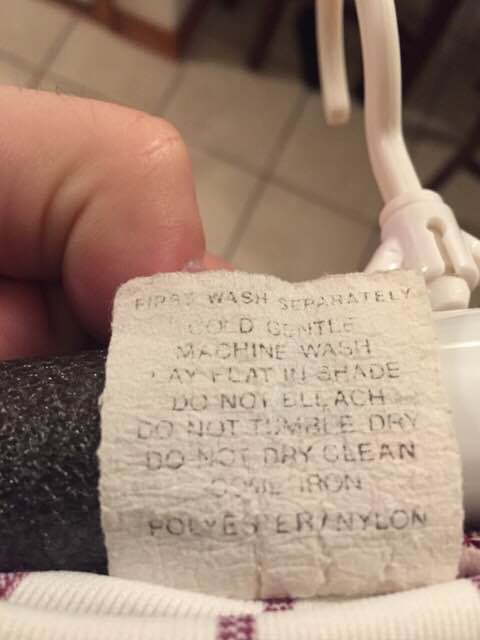 FIRST WASH SEPARATELY
COLD GENTLE
MACHINE WASH
LAY FLAT IN SHADE
DO NOT BLEACH
DO NOT TUMBLE DRY
DO NOT DRY CLEAN
COOL IRON
POLYESTER/NYLON